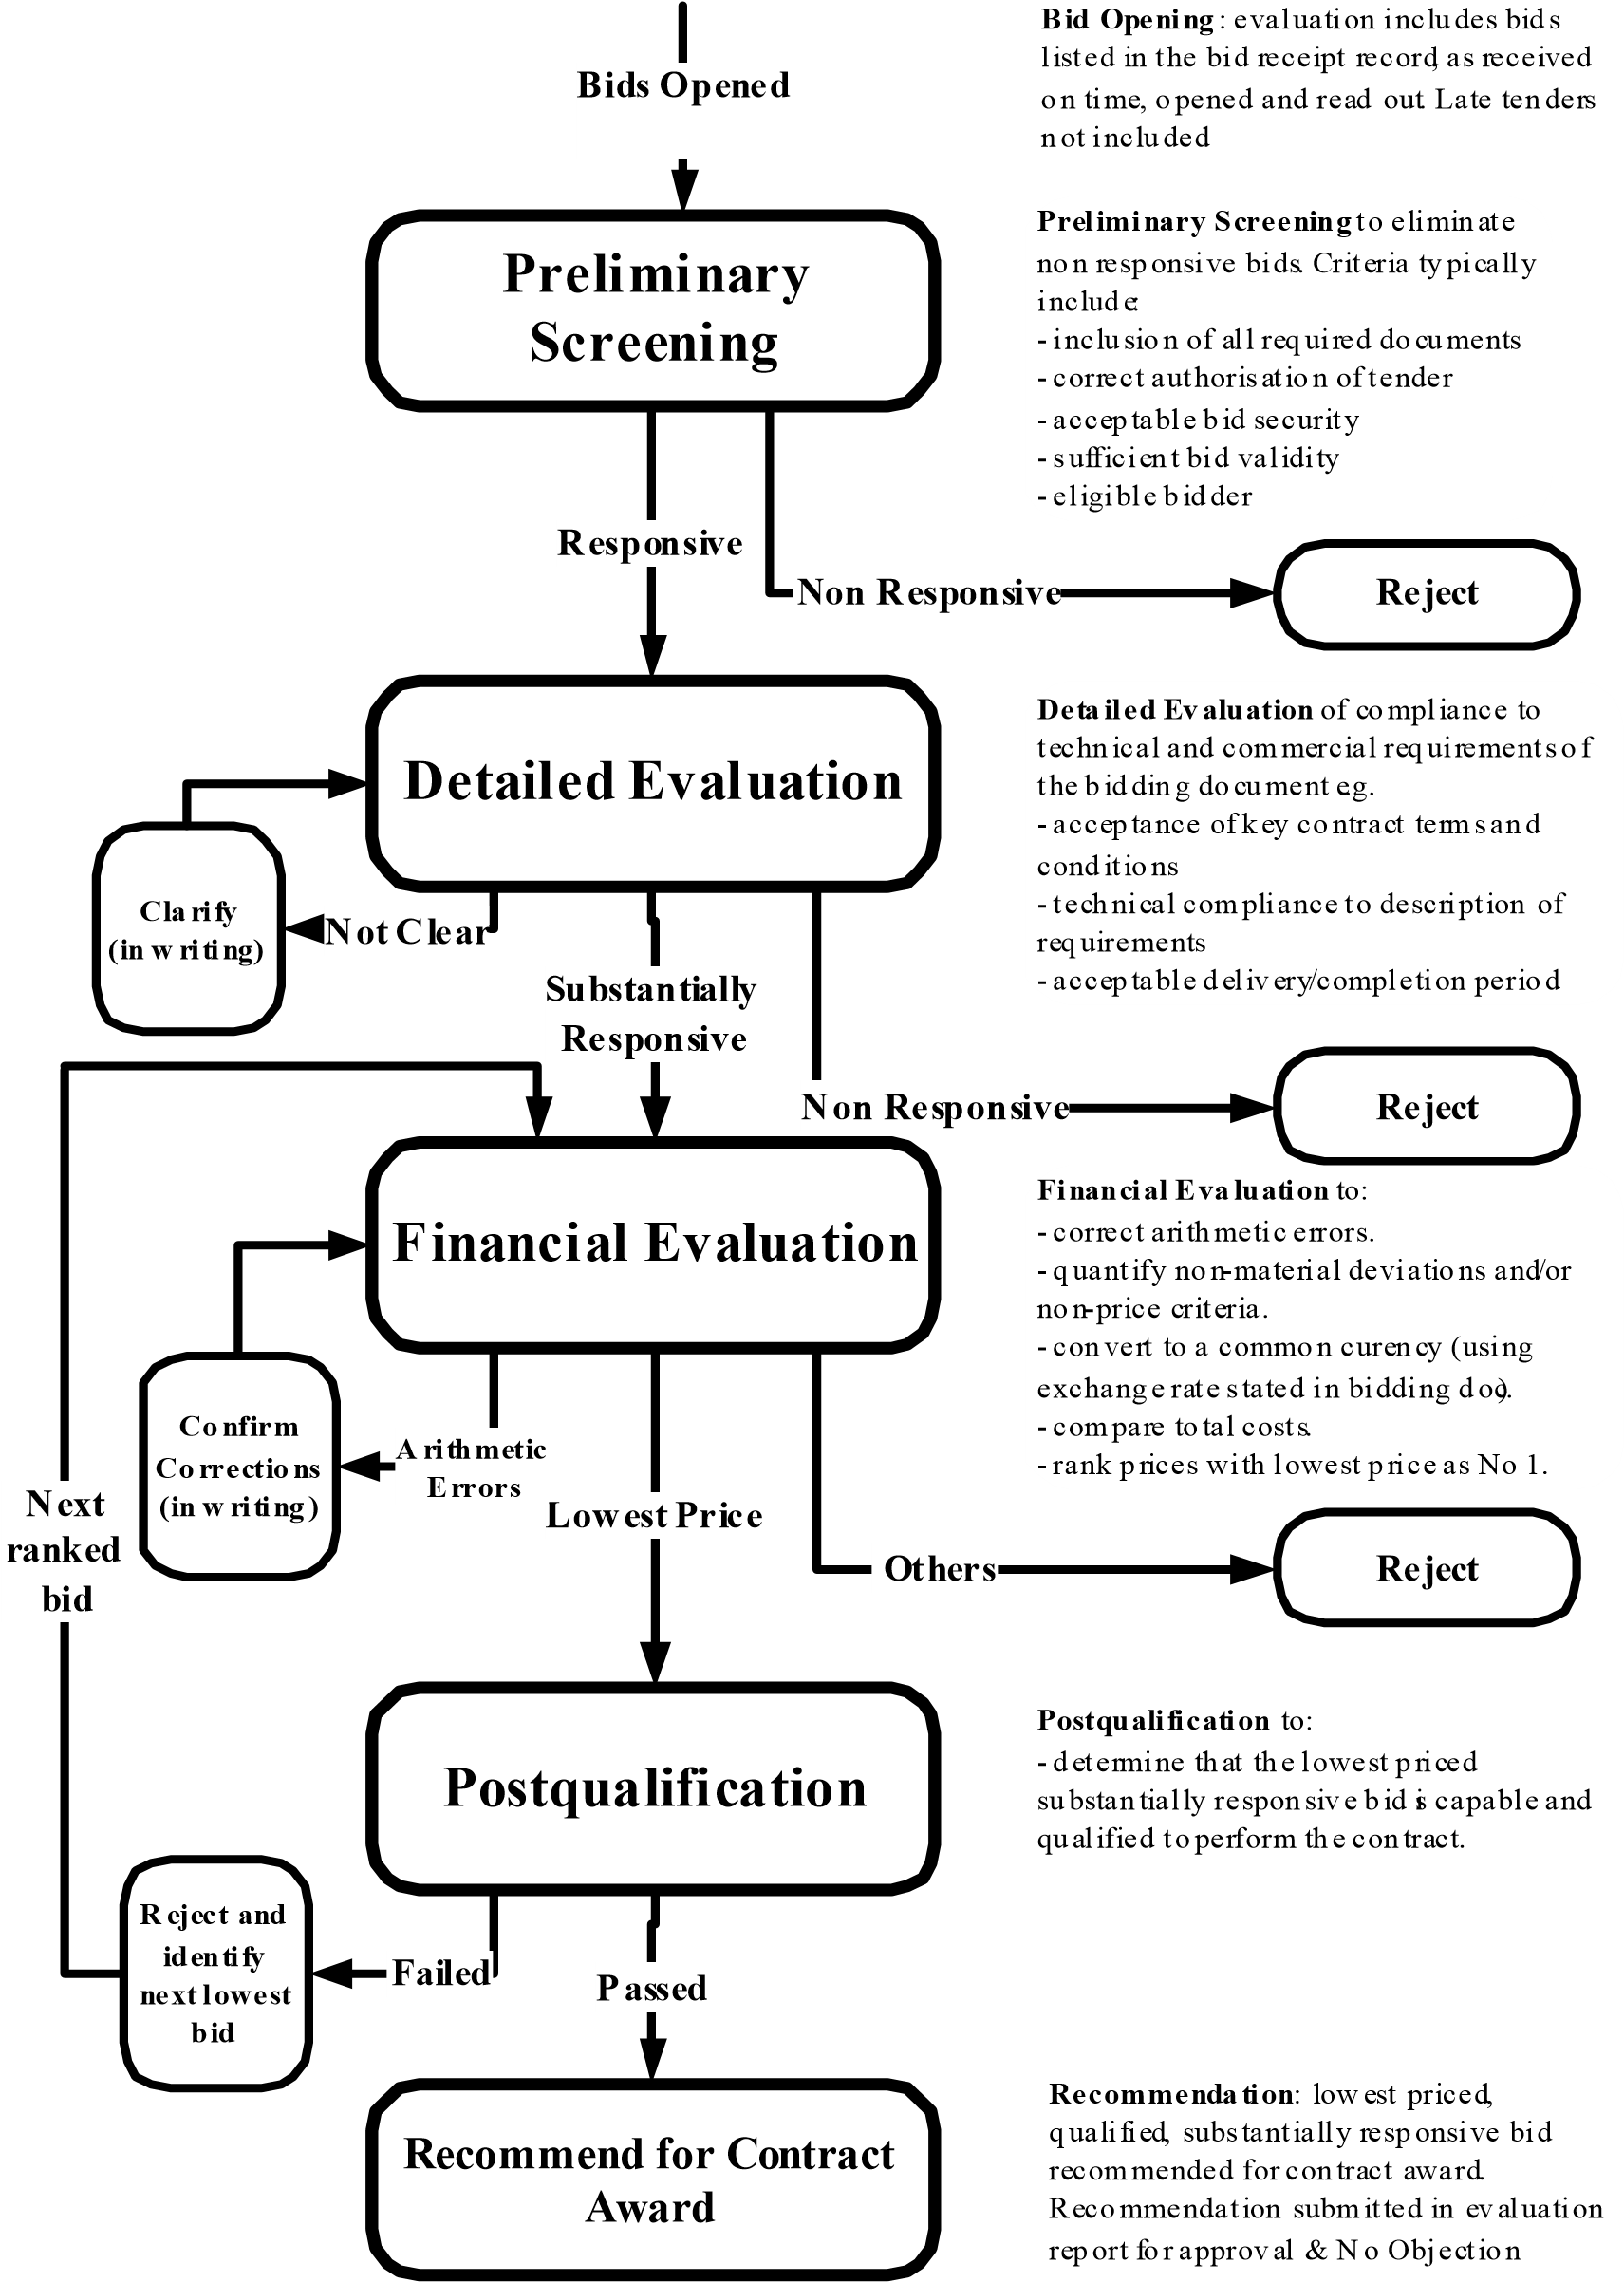 Bids Opened
Bid Opening: evaluation includes bids
listed in the bid receipt record, as received
on time, opened and read out. Late tenders
not included
Preliminary
Screening
Preliminary Screening to eliminate
non responsive bids. Criteria typically
include:
- inclusion of all required documents
- correct authorisation of tender
- acceptable bid security
- sufficient bid validity
- eligible bidder
Responsive
Non Responsive
Reject
Detailed Evaluation
Detailed Evaluation of compliance to
technical and commercial requirements of
the bidding document e.g.
- acceptance of key contract terms and
conditions
- technical compliance to description of
requirements
- acceptable delivery/completion period
Clarify
(in writing)
Not Clear
Substantially
Responsive
Non Responsive
Reject
Financial Evaluation
Financial Evaluation to:
- correct arithmetic errors.
- quantify non-material deviations and/or
non-price criteria.
- convert to a common curency (using
exchange rate stated in bidding doc).
- compare total costs.
- rank prices with lowest price as No 1.
Confirm
Corrections
(in writing)
Arithmetic
Errors
Lowest Price
Others
Reject
Next
ranked
bid
Postqualification
Postqualification to:
- determine that the lowest priced
substantially responsive bid is capable and
qualified to perform the contract.
Reject and
identify
next lowest
bid
Failed
Passed
Recommend for Contract
Award
Recommendation: lowest priced,
qualified, substantially responsive bid
recommended for contract award.
Recommendation submitted in evaluation
report for approval & No Objection